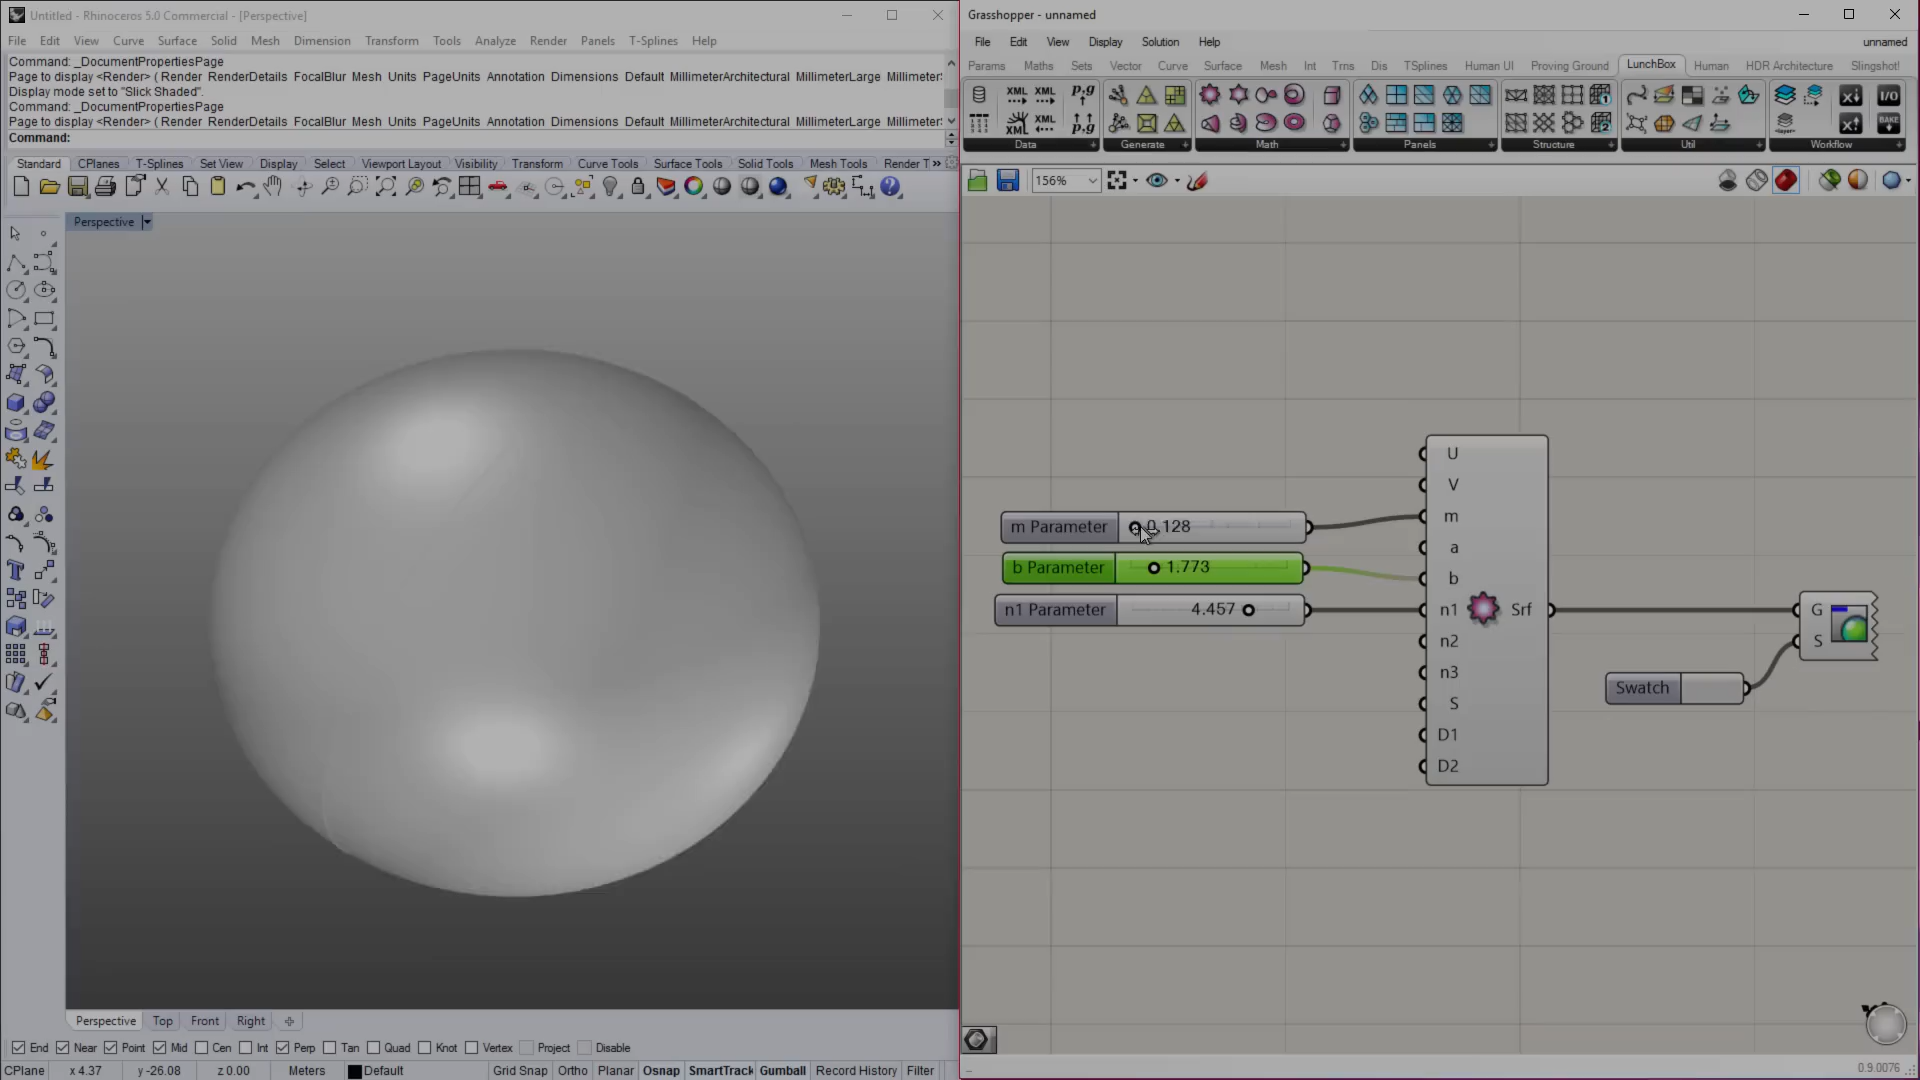 Untitled - Rhinoceros 5.0 Commercial - [Perspective]
File Edit View Curve Surface Solid Mesh Dimension Transform Tools Analyze Render Panels T-Splines Help
Command: _DocumentPropertiesPage
Page to display <Render> ( Render RenderDetails FocalBlur Mesh Units PageUnits Annotation Dimensions Default MillimeterArchitectural MillimeterLarge Millimeter
Display mode set to "Slick Shaded".
Command: _DocumentPropertiesPage
Page to display <Render> ( Render RenderDetails FocalBlur Mesh Units PageUnits Annotation Dimensions Default MillimeterArchitectural MillimeterLarge Millimeter
Command:
Standard CPlanes T-Splines Set View Display Select Viewport Layout Visibility Transform Curve Tools Surface Tools Solid Tools Mesh Tools Render T »
Perspective
Perspective Top Front Right
End Near Point Mid Cen Int Perp Tan Quad Knot Vertex Project Disable
CPlane x 4.37 y -26.08 z 0.00 Meters Default Grid Snap Ortho Planar Osnap SmartTrack Gumball Record History Filter
Grasshopper - unnamed
File Edit View Display Solution Help unnamed
Params Maths Sets Vector Curve Surface Mesh Int Trns Dis TSplines Human UI Proving Ground LunchBox Human HDR Architecture Slingshot!
XML XML p,g I/O
XML XML p,g BAKE
Data Generate Math Panels Structure Util Workflow
156%
U
V
m Parameter 0.128 m
a
b Parameter 1.773 b
n1 Parameter 4.457 n1 Srf G
n2 S
n3
Swatch
S
D1
D2
0.9.0076